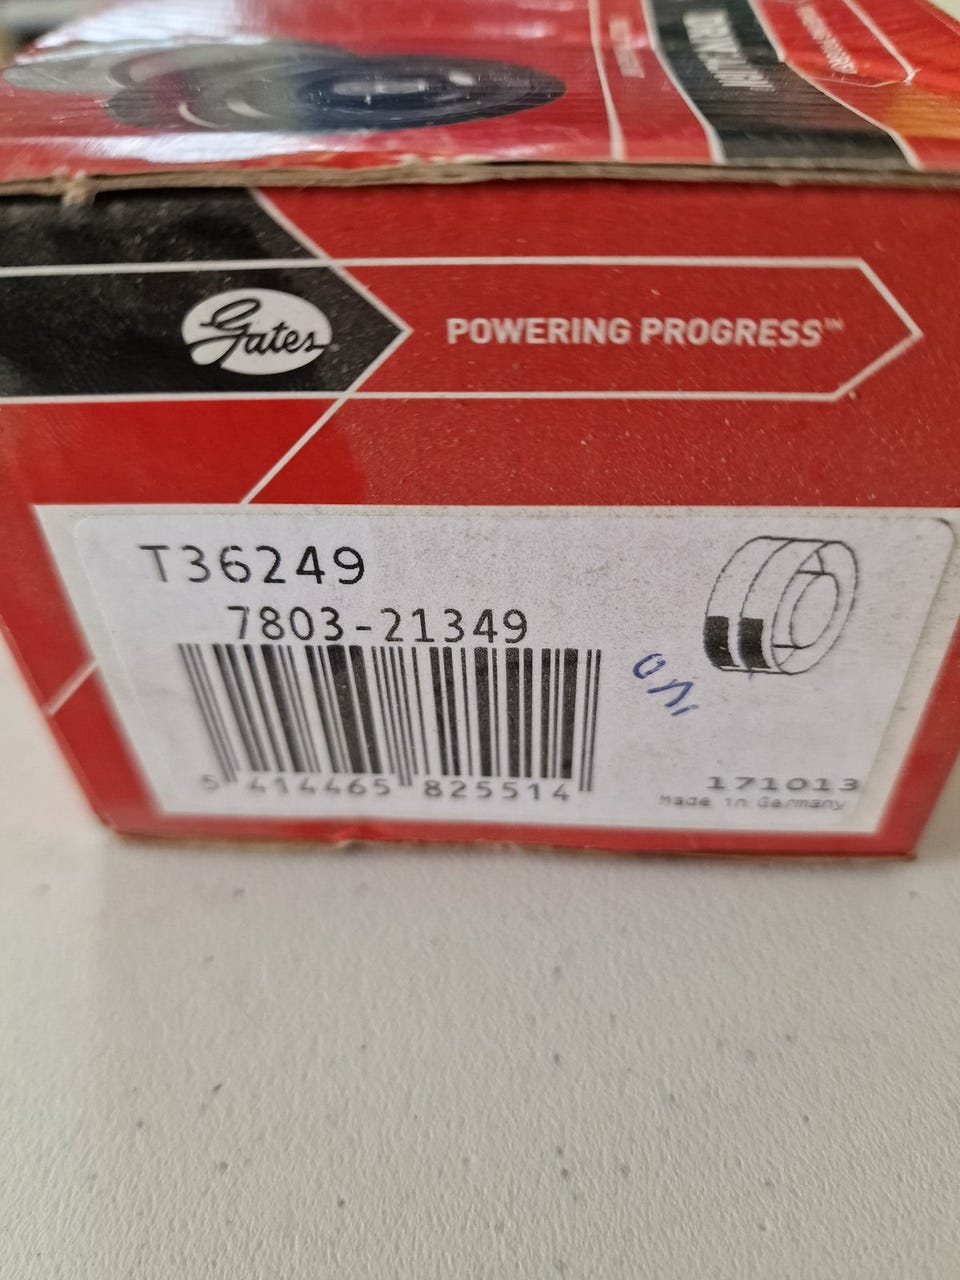 Gates
POWERING PROGRESS™
T36249
7803-21349
5 414465 825514
171013
Made in Germany